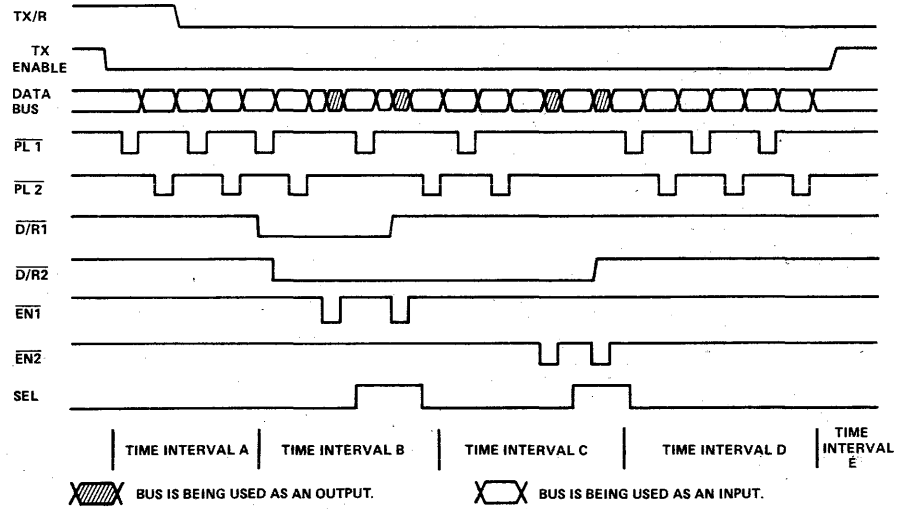 TX/R
TX
ENABLE
DATA
BUS
PL 1
PL 2
D/R1
D/R2
EN1
EN2
SEL
TIME INTERVAL A
TIME INTERVAL B
TIME INTERVAL C
TIME INTERVAL D
TIME
INTERVAL
E
BUS IS BEING USED AS AN OUTPUT.
BUS IS BEING USED AS AN INPUT.